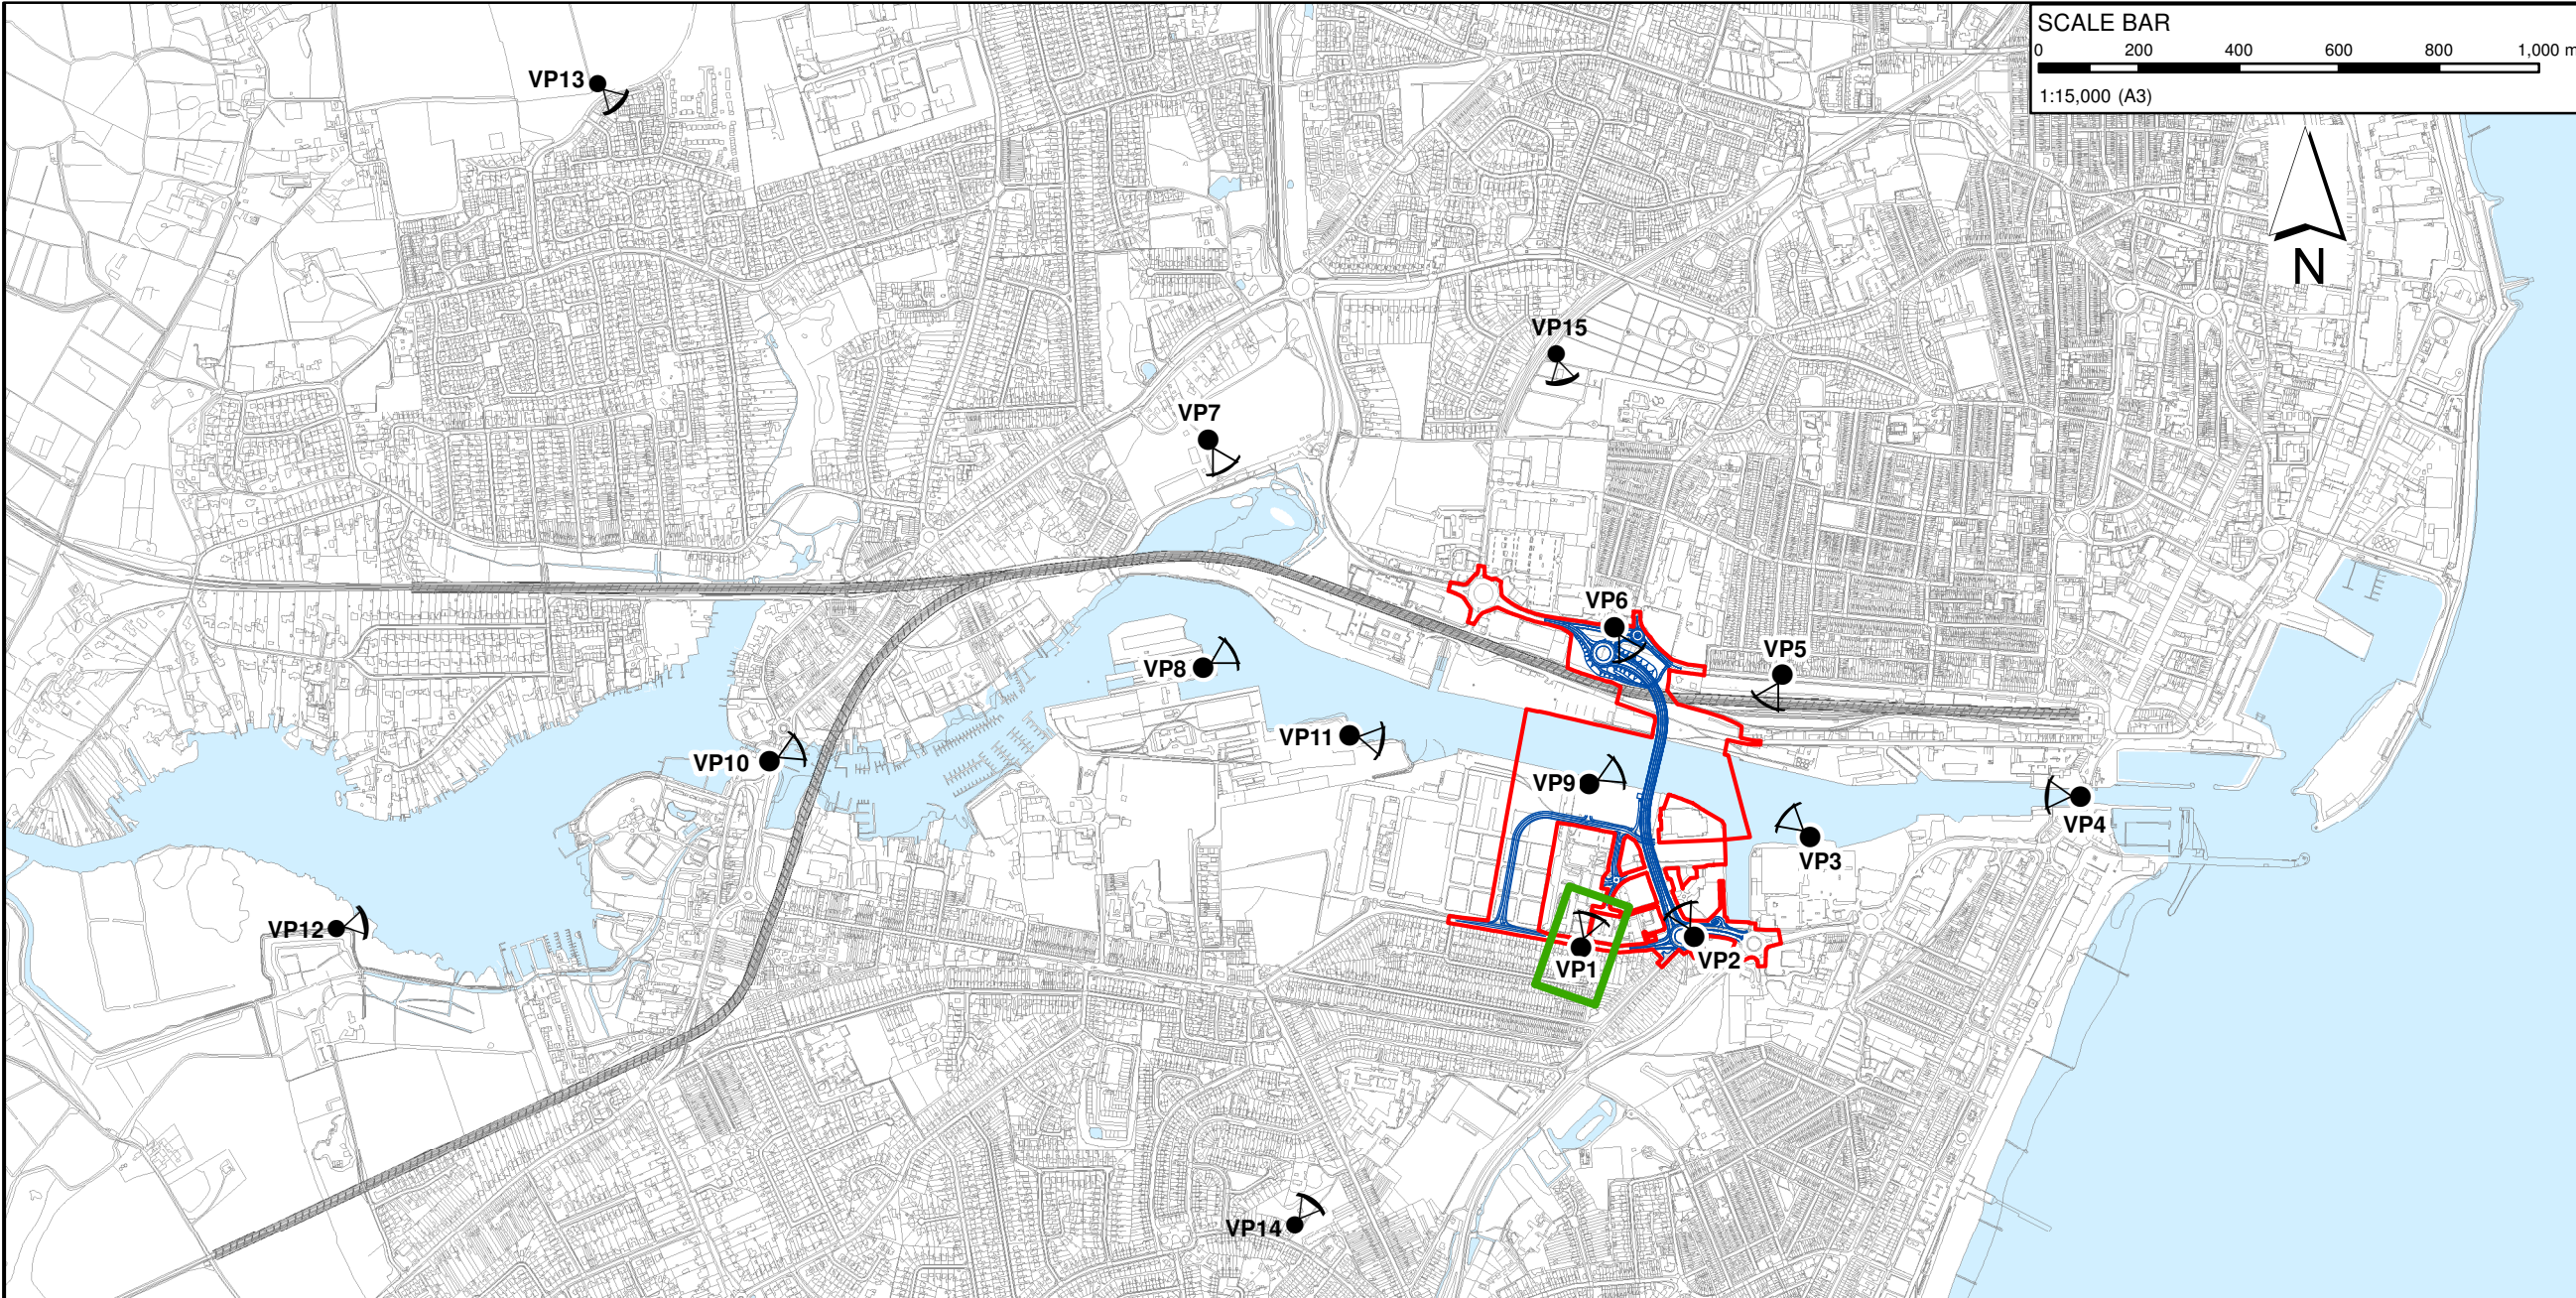 SCALE BAR
0 200 400 600 800 1,000 m
1:15,000 (A3)
N
VP13
VP15
VP7
VP6
VP5
VP8
VP11
VP10
VP9
VP4
VP3
VP12
VP2
VP1
VP14